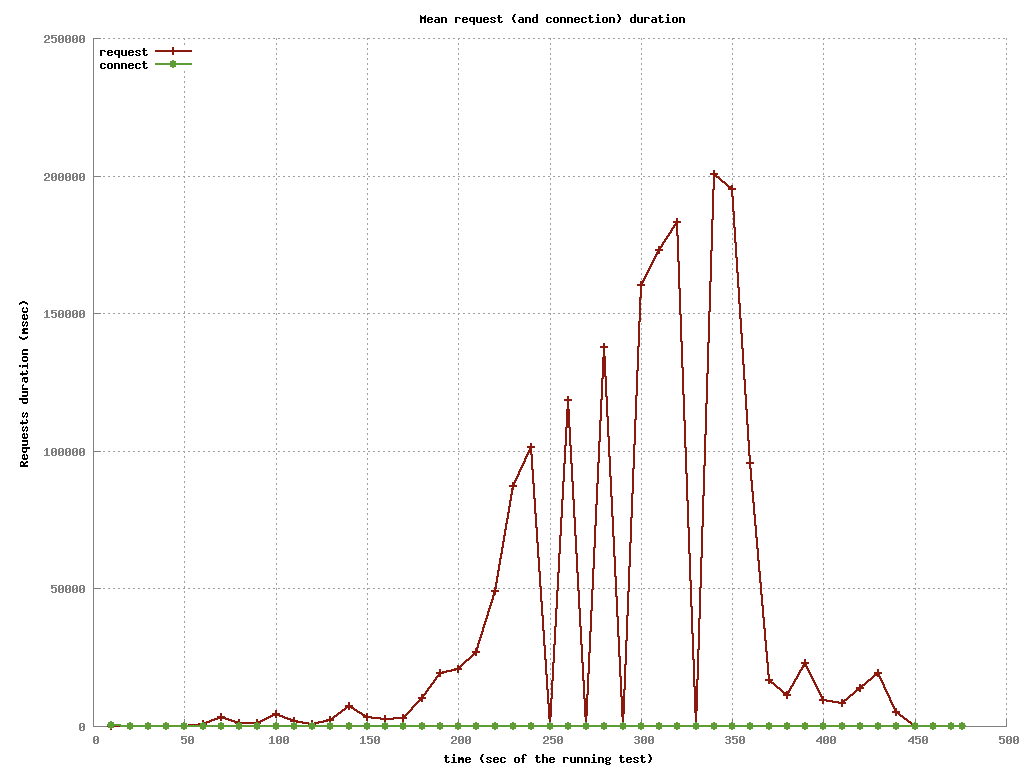 Mean request (and connection) duration
request
connect
Requests duration (msec)
250000
200000
150000
100000
50000
0
0 50 100 150 200 250 300 350 400 450 500
time (sec of the running test)